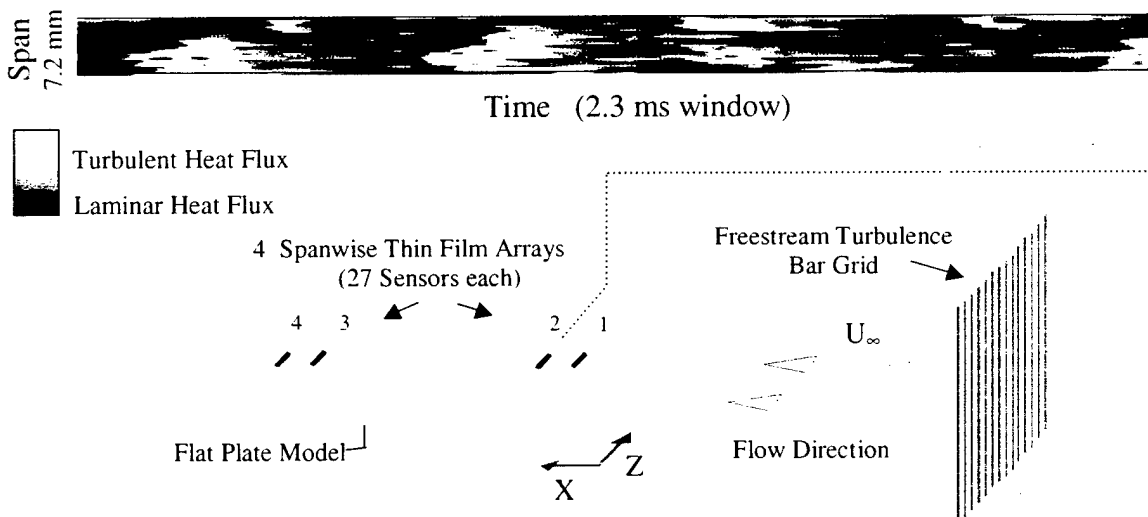 Span
7.2 mm
Time (2.3 ms window)
Turbulent Heat Flux
Laminar Heat Flux
4 Spanwise Thin Film Arrays
(27 Sensors each)
Freestream Turbulence
Bar Grid
4 3 2 1
U∞
Flat Plate Model
X
Z
Flow Direction